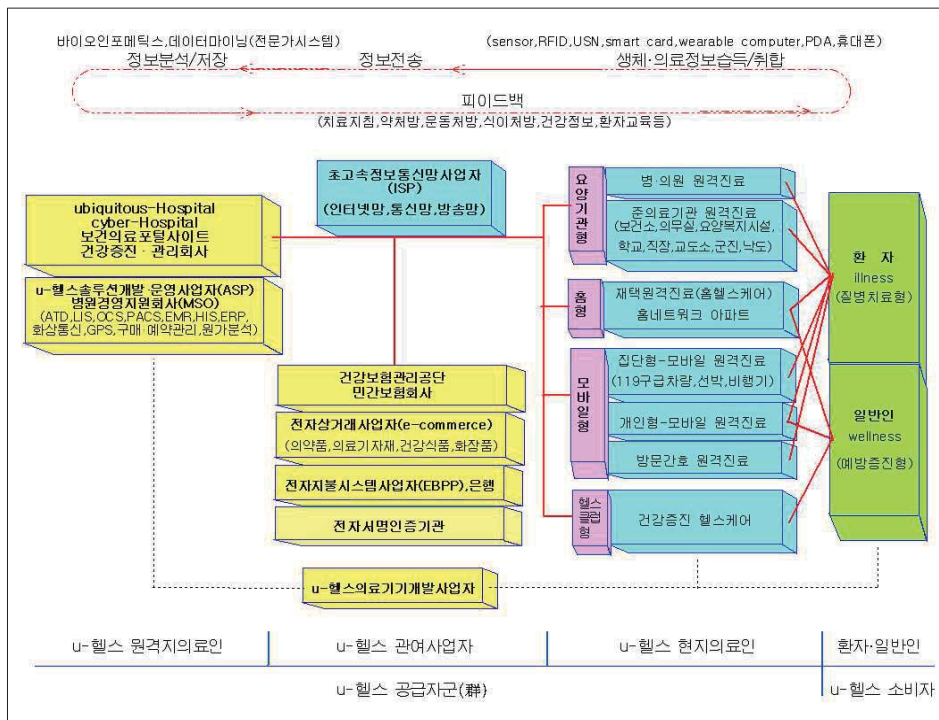 바이오인포메틱스,데이터마이닝(전문가시스템)
(sensor,RFID,USN,smart card,wearable computer,PDA,휴대폰)
정보분석/저장
정보전송
생체·의료정보습득/취합
피이드백
(치료지침,약처방,운동처방,식이처방,건강정보,환자교육등)
ubiquitous-Hospital
cyber-Hospital
보건의료포털사이트
건강증진·관리회사
u-헬스솔루션개발·운영사업자(ASP)
병원경영지원회사(MSO)
(ATD,LIS,OCS,PACS,EMR,HIS,ERP,
화상통신,GPS,구매·예약관리,원가분석)
초고속정보통신망사업자
(ISP)
(인터넷망,통신망,방송망)
건강보험관리공단
민간보험회사
전자상거래사업자(e-commerce)
(의약품,의료기자재,건강식품,화장품)
전자지불시스템사업자(EBPP),은행
전자서명인증기관
u-헬스의료기기개발사업자
요양기관형
병·의원 원격진료
준의료기관 원격진료
(보건소,의무실,요양복지시설,
학교,직장,교도소,군진,낙도)
홈형
재택원격진료(홈헬스케어)
홈네트워크 아파트
모바일형
집단형-모바일 원격진료
(119구급차량,선박,비행기)
개인형-모바일 원격진료
방문간호 원격진료
헬스
클럽
형
건강증진 헬스케어
환 자
illness
(질병치료형)
일반인
wellness
(예방증진형)
u-헬스 원격지의료인
u-헬스 관여사업자
u-헬스 현지의료인
환자·일반인
u-헬스 공급자군(群)
u-헬스 소비자